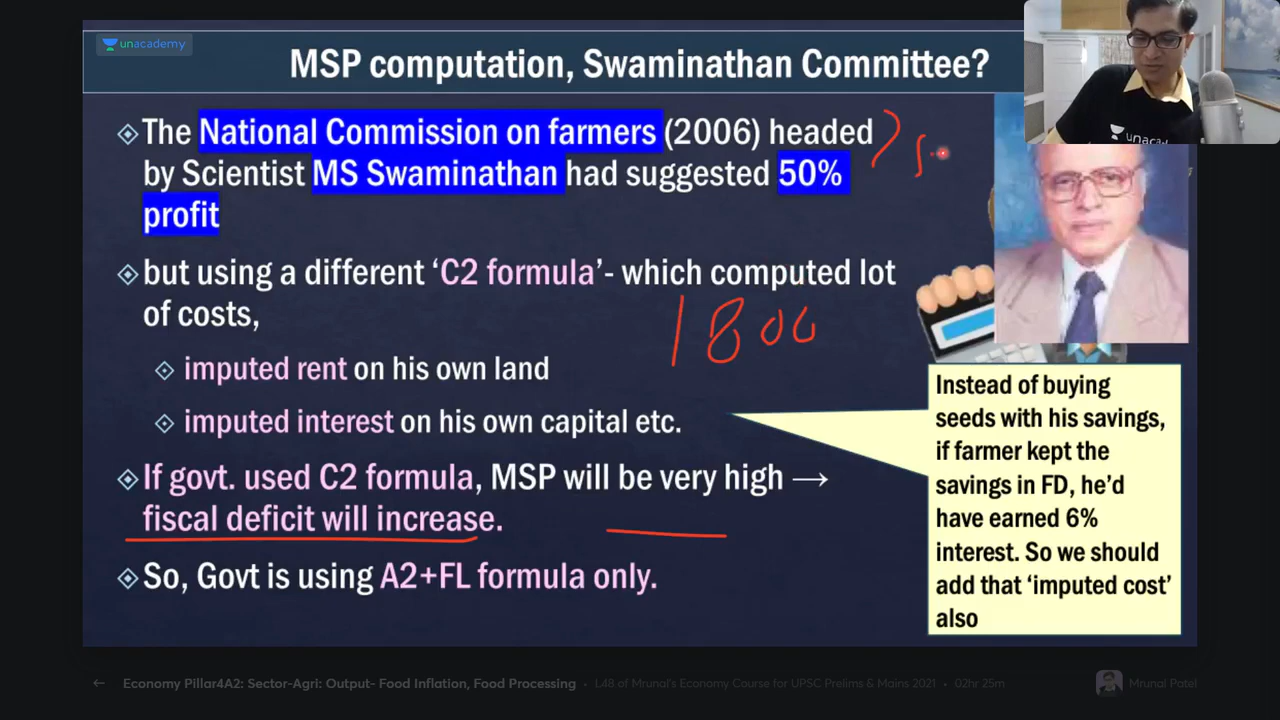 unacademy
MSP computation, Swaminathan Committee?
The National Commission on farmers (2006) headed
by Scientist MS Swaminathan had suggested 50%
profit
but using a different ‘C2 formula’- which computed lot
of costs,
1800
imputed rent on his own land
imputed interest on his own capital etc.
If govt. used C2 formula, MSP will be very high →
fiscal deficit will increase.
So, Govt is using A2+FL formula only.
unacademy
Instead of buying
seeds with his savings,
if farmer kept the
savings in FD, he’d
have earned 6%
interest. So we should
add that ‘imputed cost’
also
← Economy Pillar4A2: Sector-Agri: Output- Food Inflation, Food Processing • L48 of Mrunal's Economy Course for UPSC Prelims & Mains 2021 • 02hr 25m
Mrunal Patel